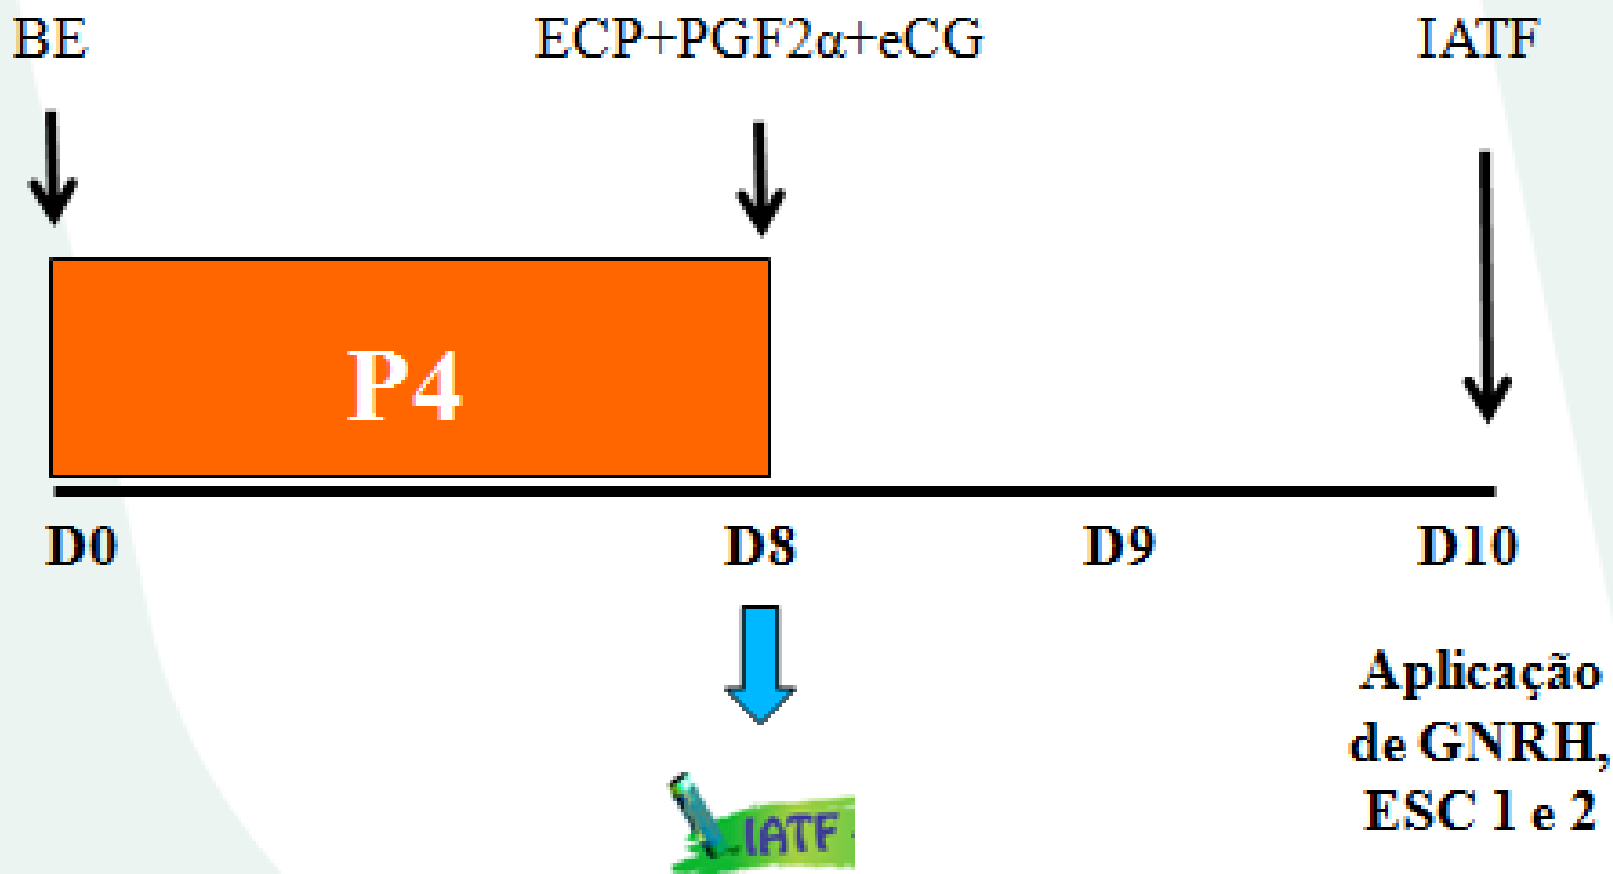 BE
ECP+PGF2α+eCG
IATF
P4
D0
D8
D9
D10
Aplicação
de GNRH,
ESC 1 e 2
IATF